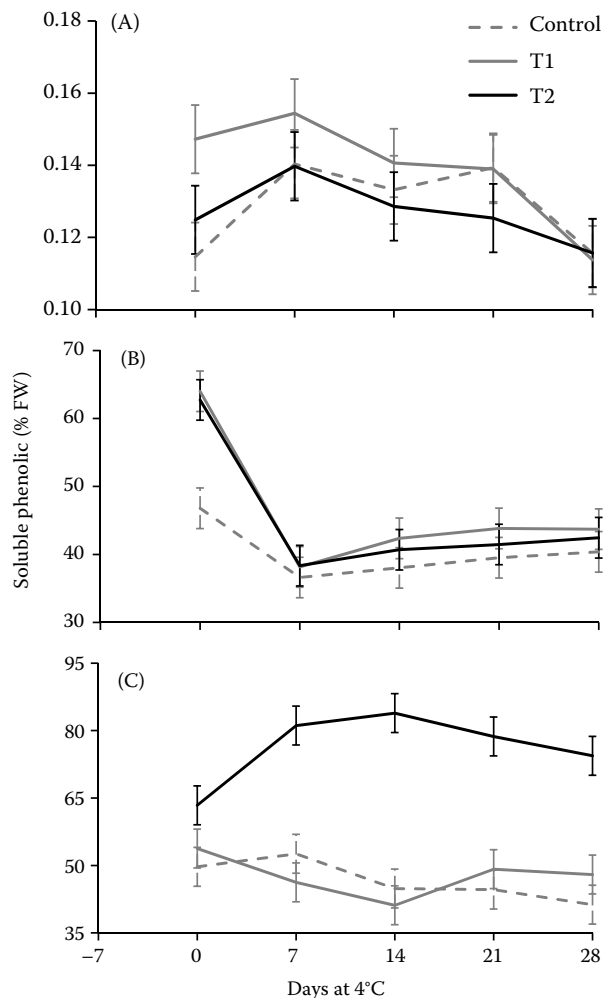 (A)
Control
T1
T2
0.18
0.16
0.14
0.12
0.10
(B)
70
60
50
40
30
Soluble phenolic (% FW)
(C)
95
80
65
50
35
−7 0 7 14 21 28
Days at 4°C